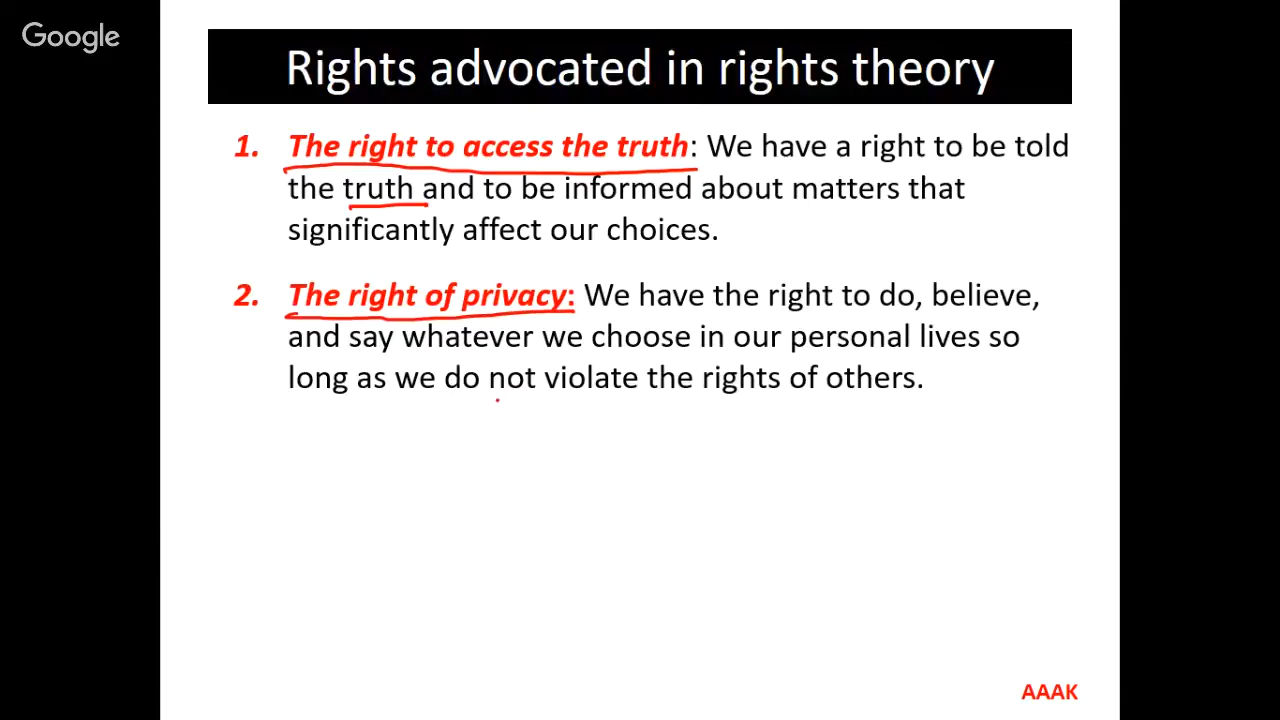 Google
Rights advocated in rights theory
1. The right to access the truth: We have a right to be told
the truth and to be informed about matters that
significantly affect our choices.
2. The right of privacy: We have the right to do, believe,
and say whatever we choose in our personal lives so
long as we do not violate the rights of others.
AAAK